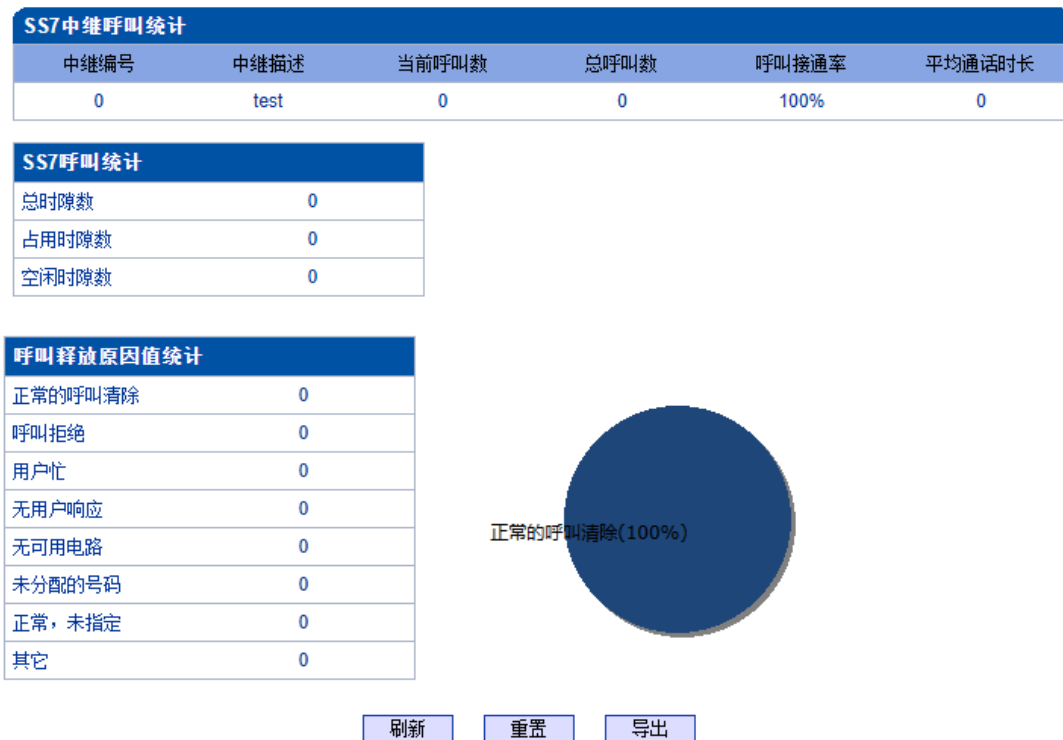 SS7中继呼叫统计
中继编号 中继描述 当前呼叫数 总呼叫数 呼叫接通率 平均通话时长
0 test 0 0 100% 0
SS7呼叫统计
总时隙数 0
占用时隙数 0
空闲时隙数 0
呼叫释放原因值统计
正常的呼叫清除 0
呼叫拒绝 0
用户忙 0
无用户响应 0
无可用电路 0
未分配的号码 0
正常，未指定 0
其它 0
正常的呼叫清除(100%)
刷新 重置 导出